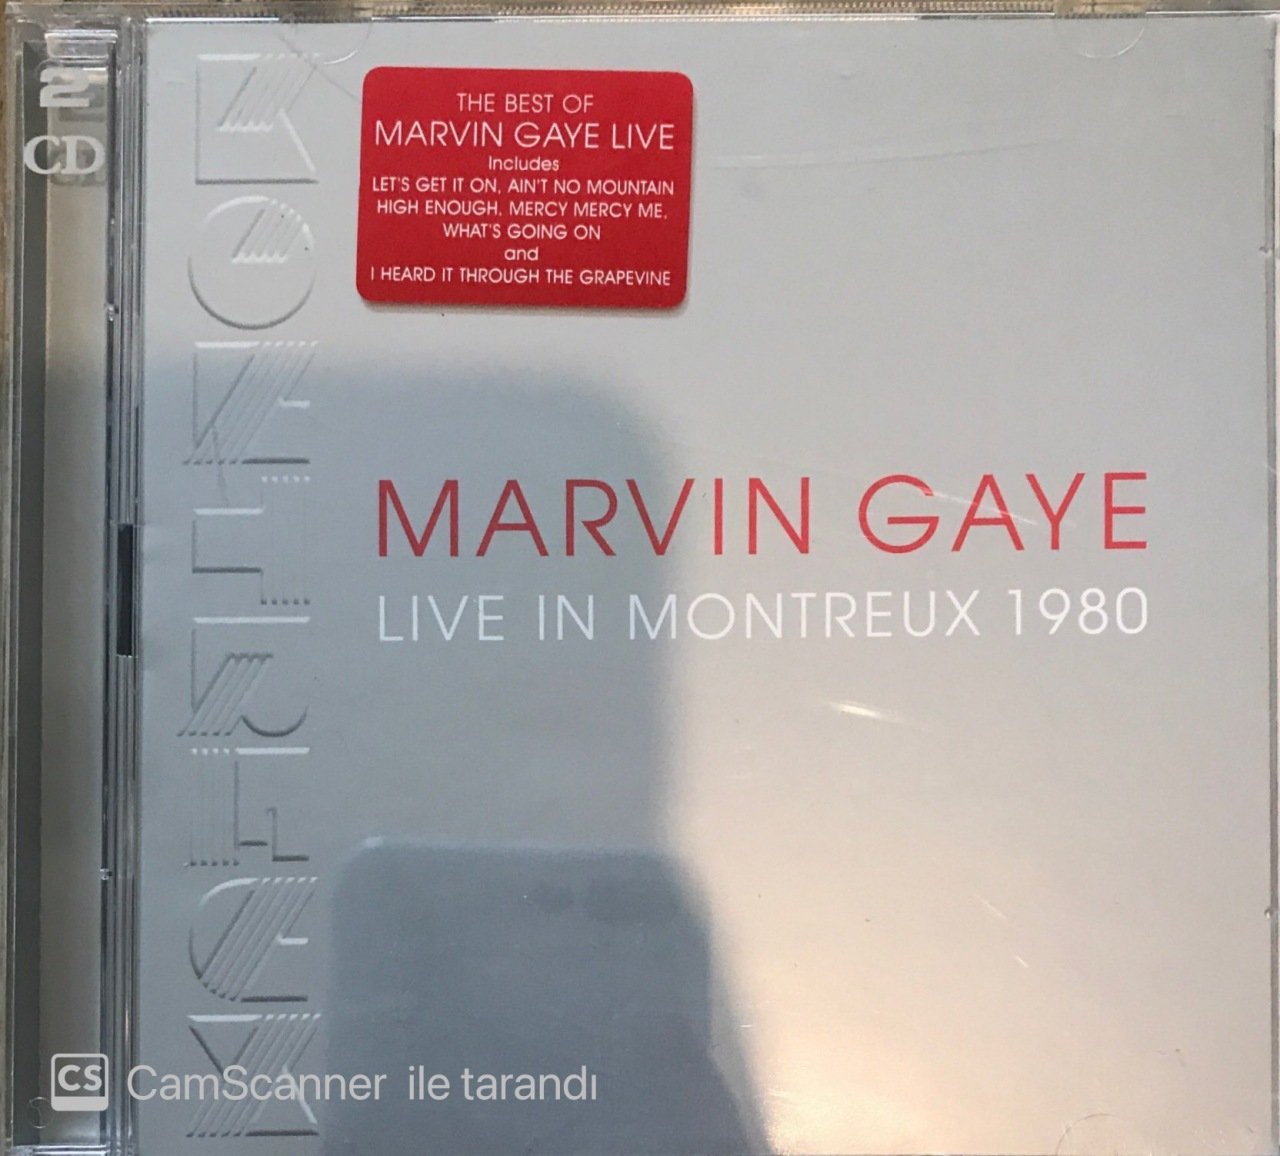 2
CD
THE BEST OF
MARVIN GAYE LIVE
Includes
LET'S GET IT ON, AIN'T NO MOUNTAIN
HIGH ENOUGH, MERCY MERCY ME,
WHAT'S GOING ON
and
I HEARD IT THROUGH THE GRAPEVINE
MARVIN GAYE
LIVE IN MONTREUX 1980
CS CamScanner ile tarandı